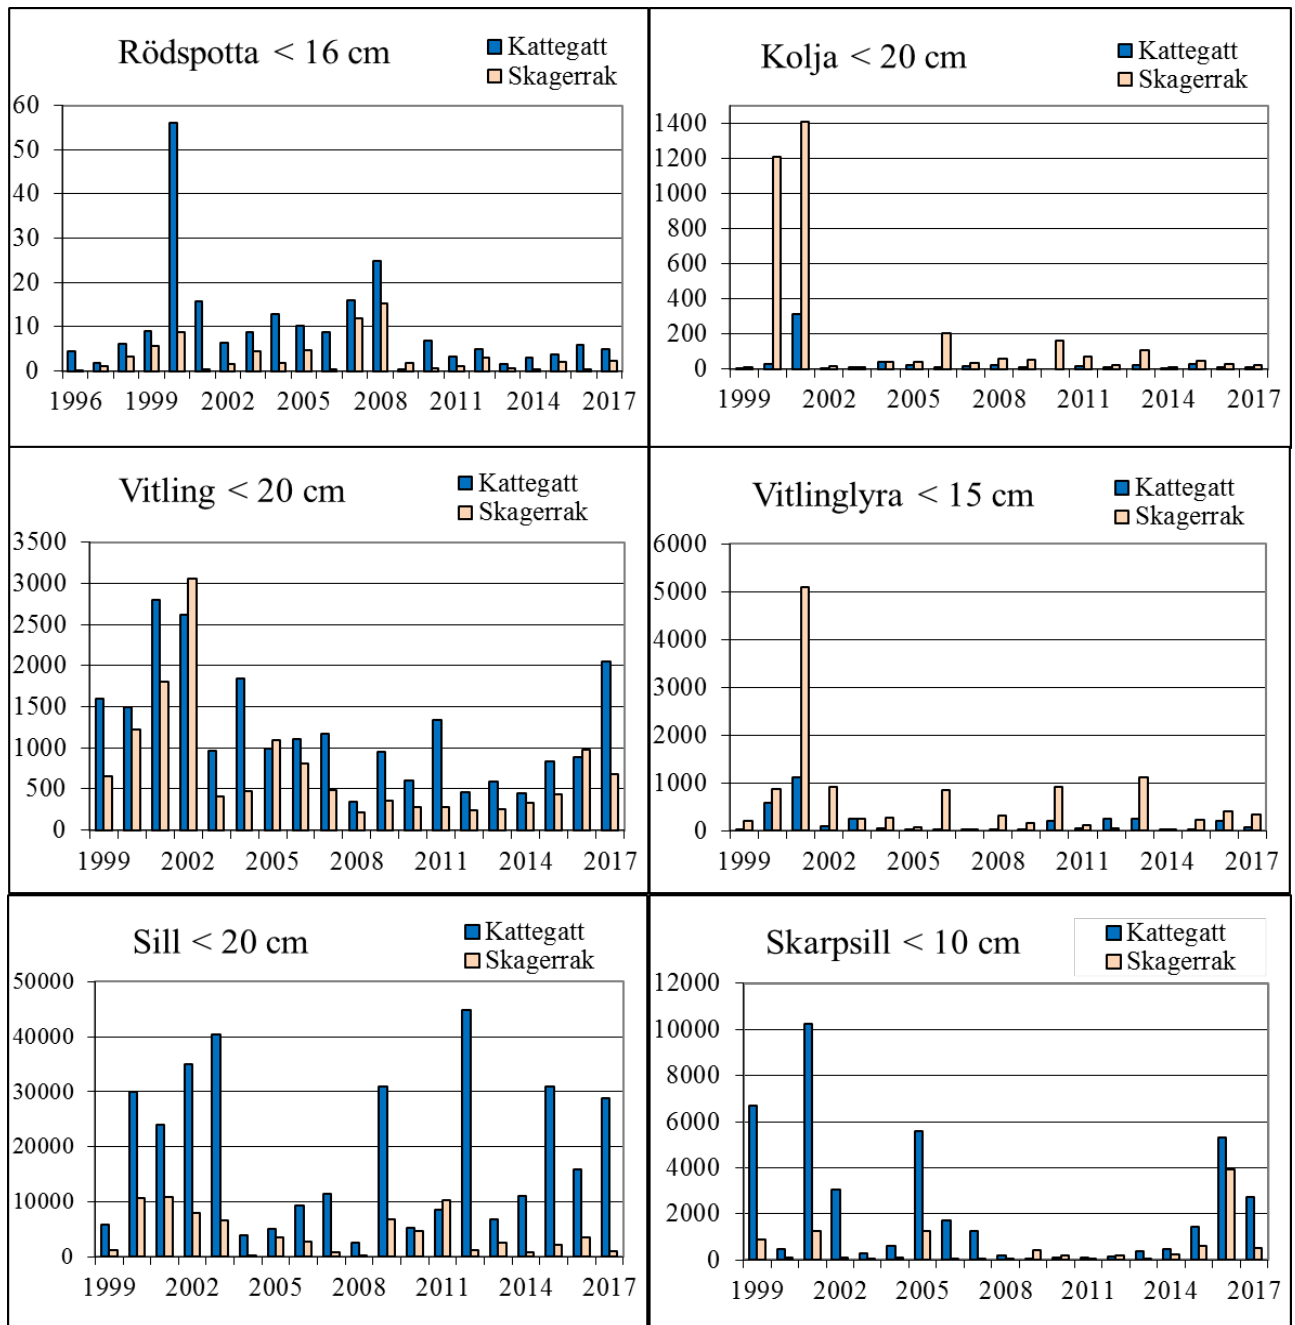 Rödspotta < 16 cm
Kattegatt
Skagerrak
60
50
40
30
20
10
0
1996 1999 2002 2005 2008 2011 2014 2017
Kolja < 20 cm
Kattegatt
Skagerrak
1400
1200
1000
800
600
400
200
0
1999 2002 2005 2008 2011 2014 2017
Vitling < 20 cm
Kattegatt
Skagerrak
3500
3000
2500
2000
1500
1000
500
0
1999 2002 2005 2008 2011 2014 2017
Vitlinglyra < 15 cm
Kattegatt
Skagerrak
6000
5000
4000
3000
2000
1000
0
1999 2002 2005 2008 2011 2014 2017
Sill < 20 cm
Kattegatt
Skagerrak
50000
40000
30000
20000
10000
0
1999 2002 2005 2008 2011 2014 2017
Skarpsill < 10 cm
Kattegatt
Skagerrak
12000
10000
8000
6000
4000
2000
0
1999 2002 2005 2008 2011 2014 2017